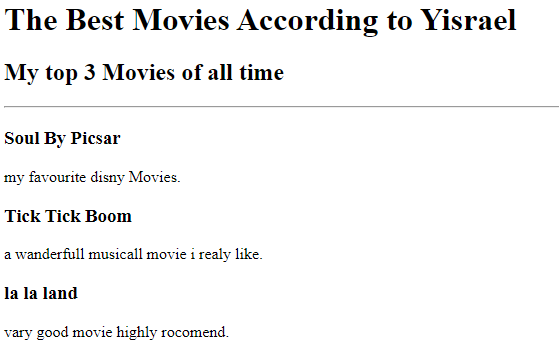 The Best Movies According to Yisrael
My top 3 Movies of all time
Soul By Picsar
my favourite disny Movies.
Tick Tick Boom
a wanderfull musicall movie i realy like.
la la land
vary good movie highly rocomend.